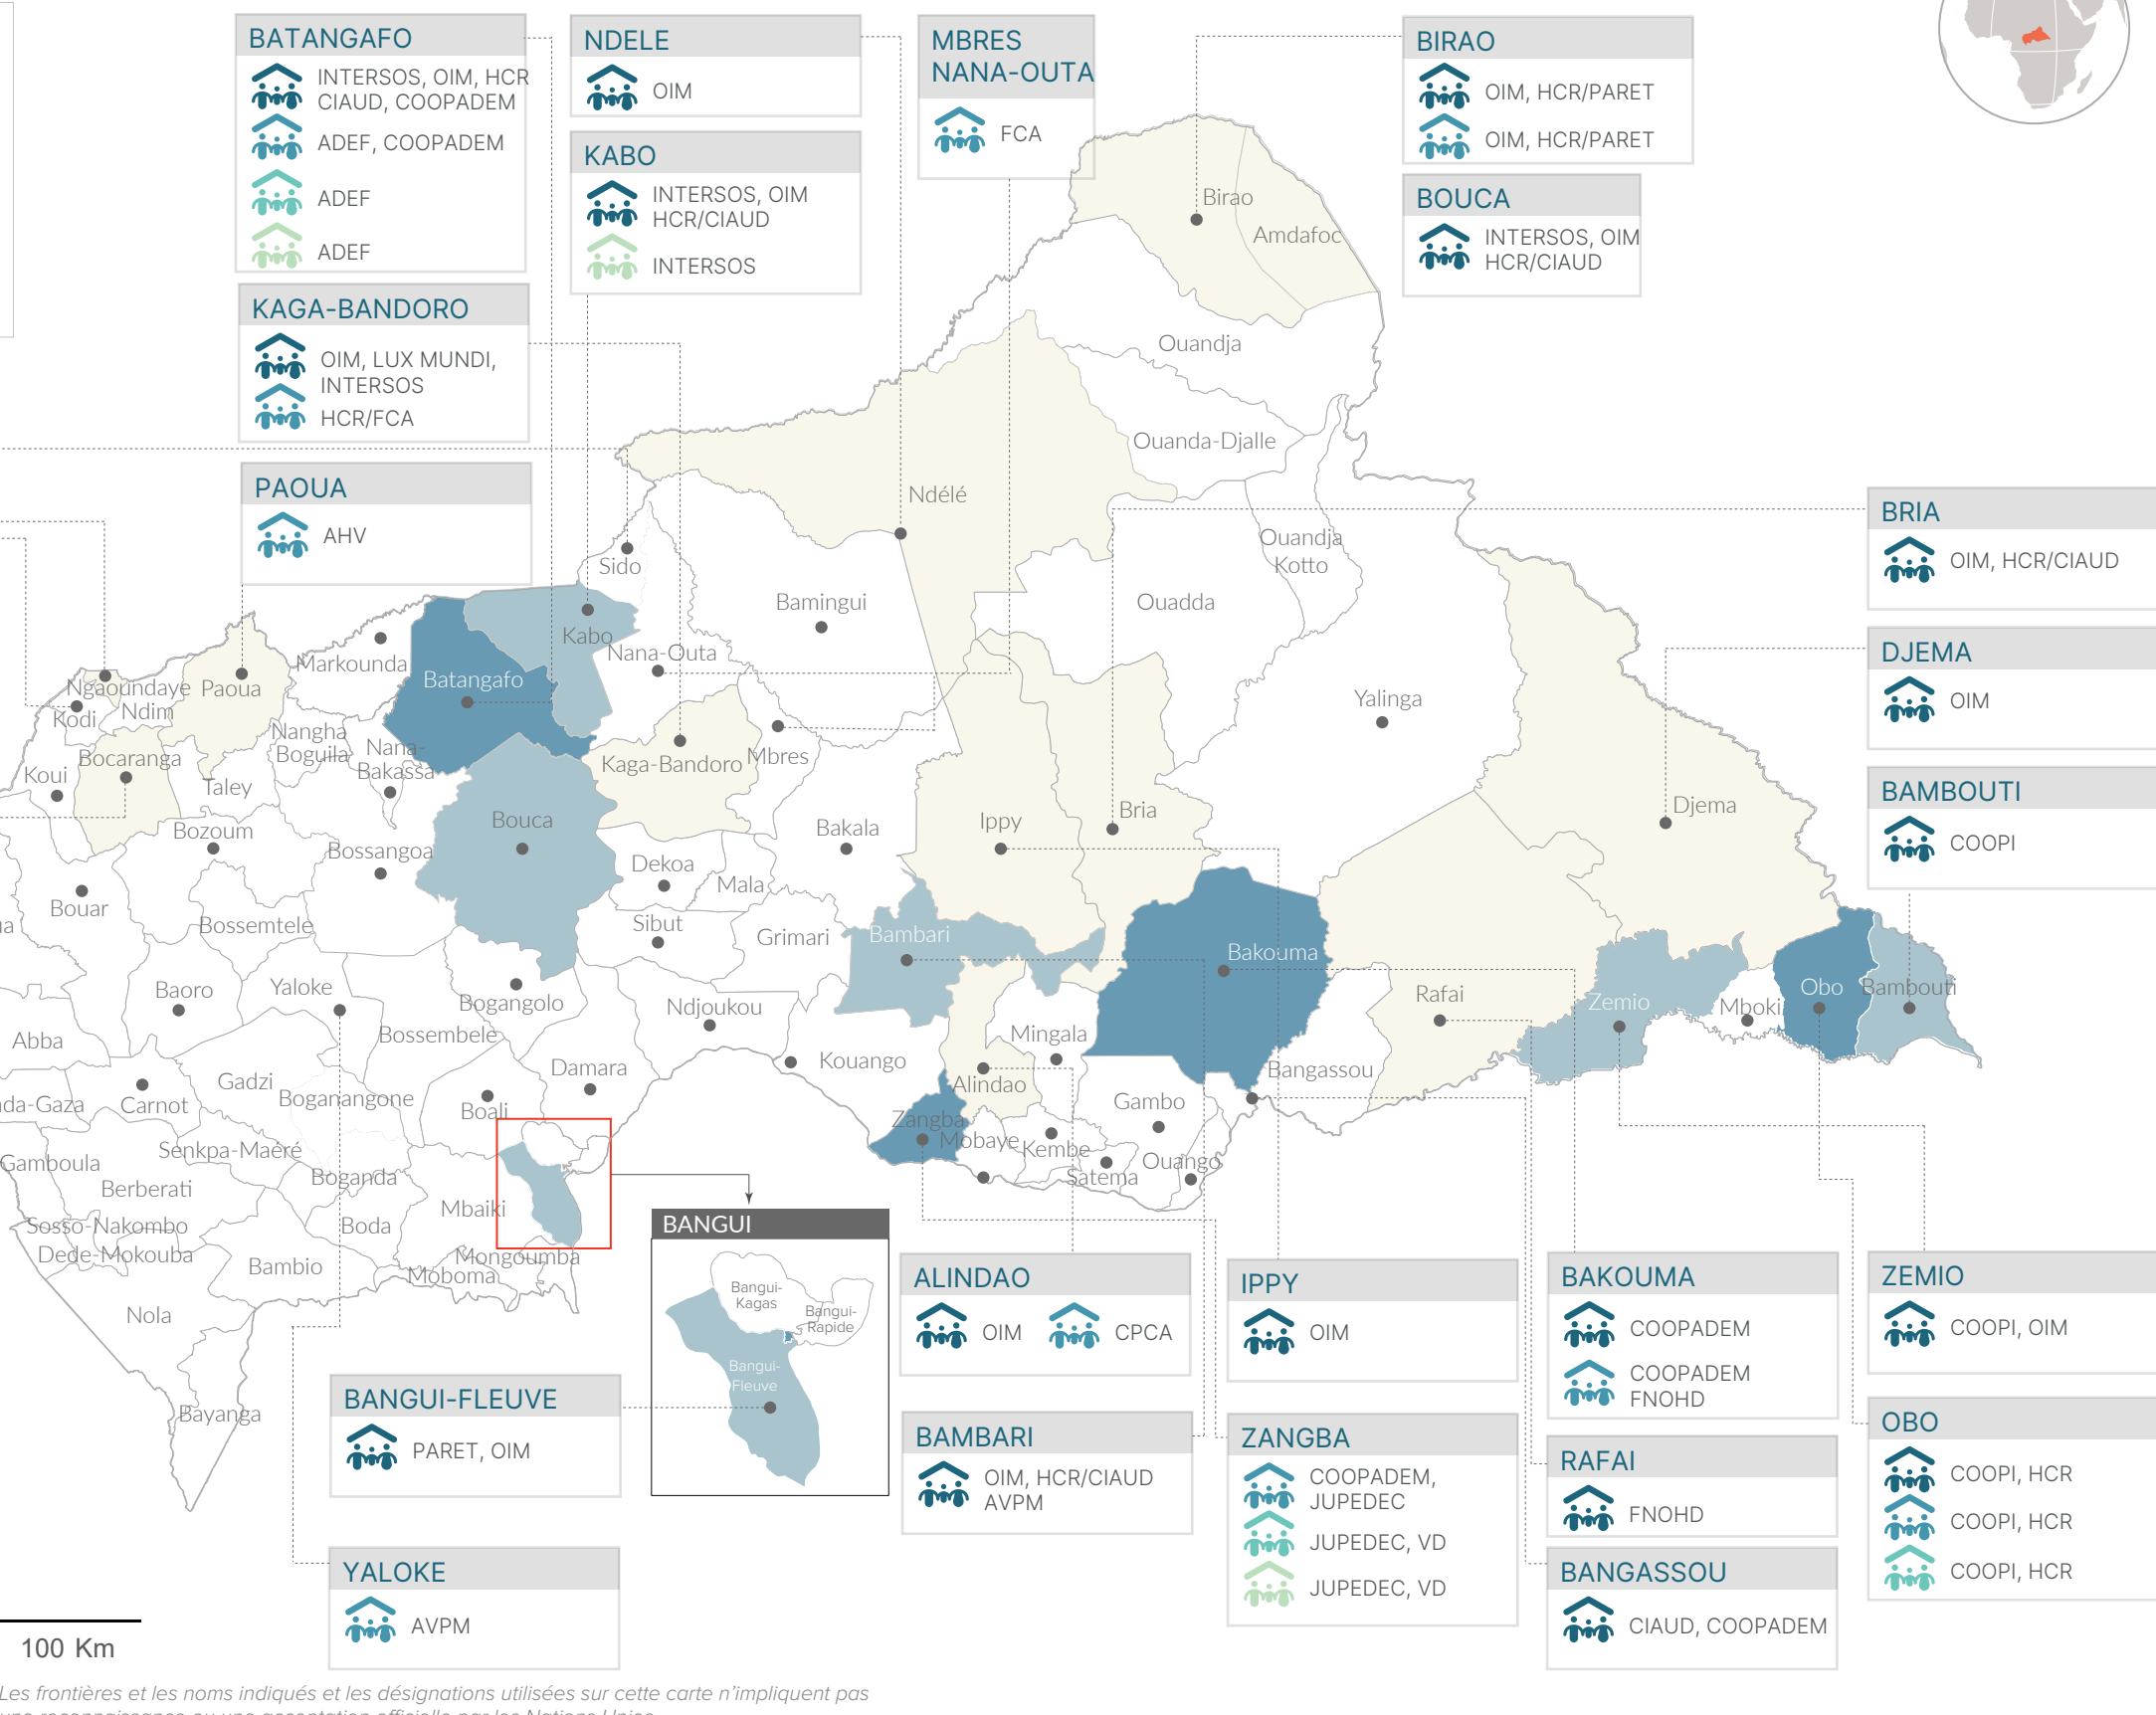 BATANGAFO
INTERSOS, OIM, HCR
CIAUD, COOPADEM
ADEF, COOPADEM
ADEF
ADEF
NDELE
OIM
KABO
INTERSOS, OIM
HCR/CIAUD
INTERSOS
MBRES
NANA-OUTA
FCA
BIRAO
OIM, HCR/PARET
OIM, HCR/PARET
BOUCA
INTERSOS, OIM
HCR/CIAUD
KAGA-BANDORO
OIM, LUX MUNDI,
INTERSOS
HCR/FCA
PAOUA
AHV
BRIA
OIM, HCR/CIAUD
DJEMA
OIM
BAMBOUTI
COOPI
Birao
Amdafoc
Ouandja
Ouanda-Djalle
Ndélé
Ouandja
Kotto
Sido
Bamingui
Ouadda
Kabo
Nana-Outa
Markounda
Batangafo
Ngaoundaye
Paoua
Kodi
Ndim
Yalinga
Nangha
Boguila
Nana-
Bakassa
Bocaranga
Kaga-Bandoro
Mbres
Koui
Taley
Djema
Bria
Ippy
Bouca
Bakala
Bozoum
Bossangoa
Dekoa
Mala
Bouar
Bossemtele
Sibut
Grimari
Bambari
Bakouma
Baoro
Yaloke
Bogangolo
Ndjoukou
Rafai
Zemio
Mboki
Obo
Bambouti
Abba
Bossembele
Mingala
Kouango
Damara
Bangassou
Gadzi
Alindao
da-Gaza
Carnot
Boganangone
Boali
Gambo
Zangba
Mobaye
Kembe
Senkpa-Maéré
Gamboula
Boganda
Satema
Ouango
Berberati
Mbaiki
Sosso-Nakombo
Boda
Dede-Mokouba
Bambio
Mongoumba
Moboma
Nola
Bayanga
BANGUI
Bangui-
Kagas
Bangui-
Rapide
Bangui-
Fleuve
BANGUI-FLEUVE
PARET, OIM
YALOKE
AVPM
ALINDAO
OIM
CPCA
IPPY
OIM
BAKOUMA
COOPADEM
COOPADEM
FNOHD
ZEMIO
COOPI, OIM
BAMBARI
OIM, HCR/CIAUD
AVPM
ZANGBA
COOPADEM,
JUPEDEC
JUPEDEC, VD
JUPEDEC, VD
RAFAI
FNOHD
OBO
COOPI, HCR
COOPI, HCR
COOPI, HCR
BANGASSOU
CIAUD, COOPADEM
100 Km
Les frontières et les noms indiqués et les désignations utilisées sur cette carte n'impliquent pas